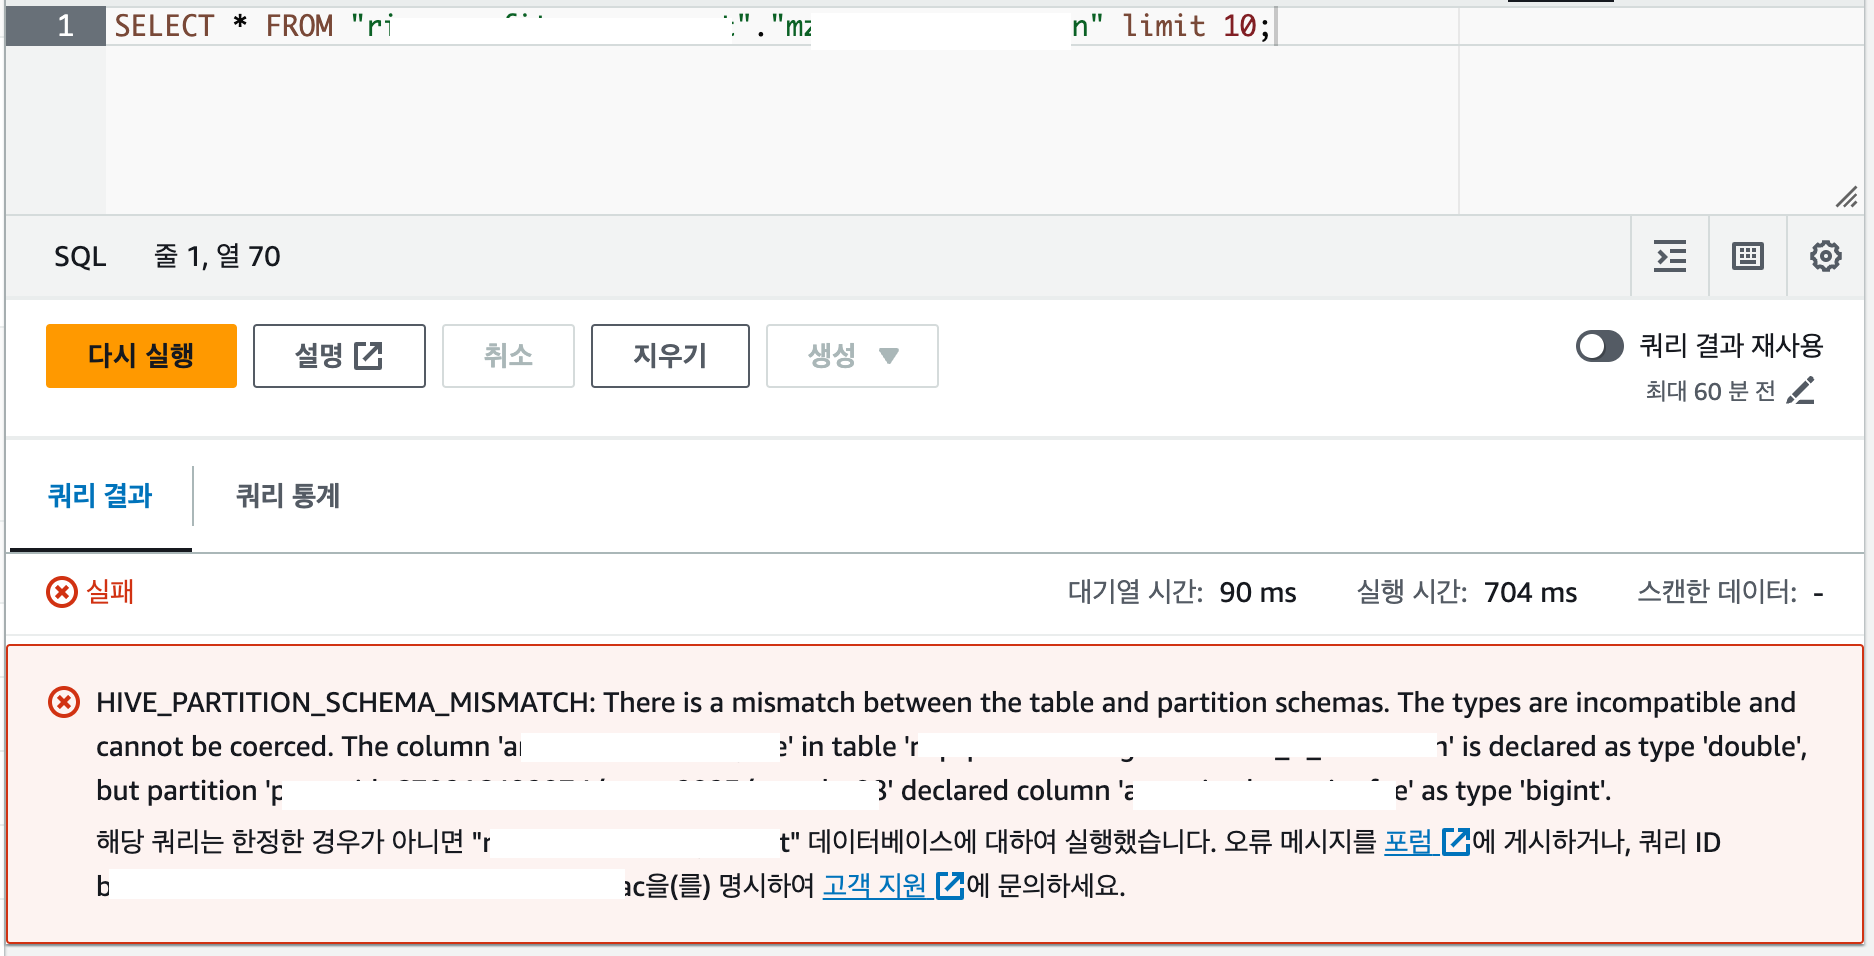 1 SELECT * FROM "ri t"."mz n" limit 10;
SQL 줄 1, 열 70
다시 실행 설명 취소 지우기 생성
쿼리 결과 재사용
최대 60 분 전
쿼리 결과 쿼리 통계
실패 대기열 시간: 90 ms 실행 시간: 704 ms 스캔한 데이터: -
HIVE_PARTITION_SCHEMA_MISMATCH: There is a mismatch between the table and partition schemas. The types are incompatible and
cannot be coerced. The column 'a e' in table 'r n' is declared as type 'double',
but partition 'p 3' declared column 'a e' as type 'bigint'.
해당 쿼리는 한정한 경우가 아니면 "r t" 데이터베이스에 대하여 실행했습니다. 오류 메시지를 포럼 에 게시하거나, 쿼리 ID
b ac을(를) 명시하여 고객 지원 에 문의하세요.